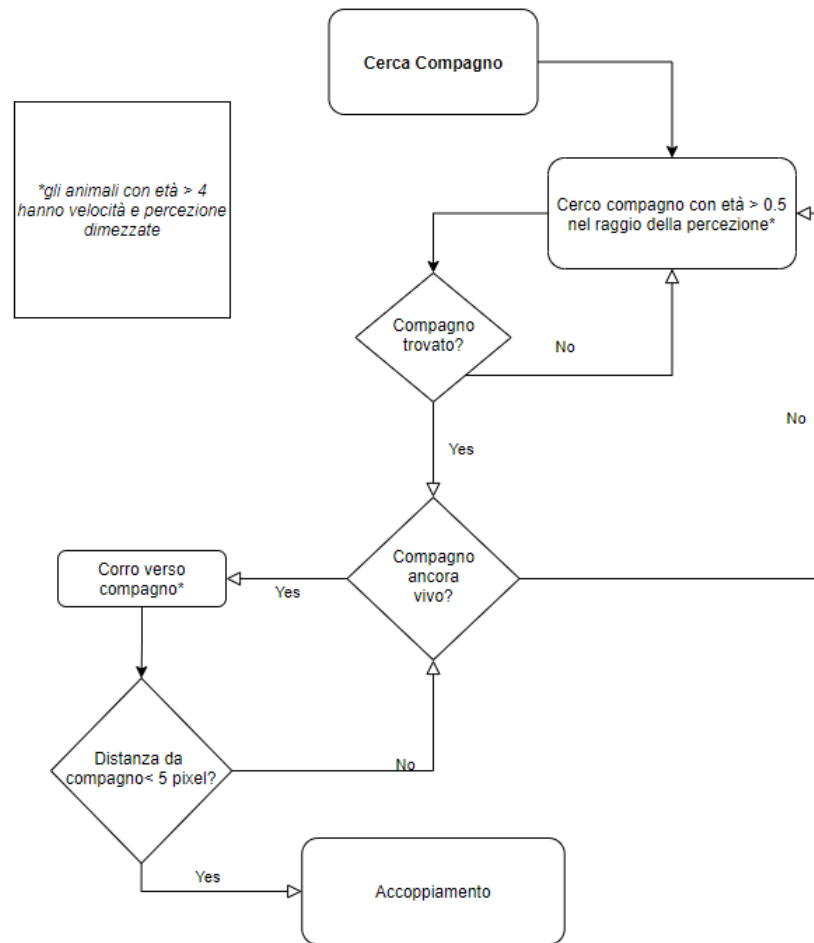 Cerca Compagno
*gli animali con età > 4
hanno velocità e percezione
dimezzate
Cerco compagno con età > 0.5
nel raggio della percezione*
Compagno
trovato?
No
No
Yes
Compagno
ancora
vivo?
Corro verso
compagno*
Yes
Distanza da
compagno< 5 pixel?
No
Yes
Accoppiamento